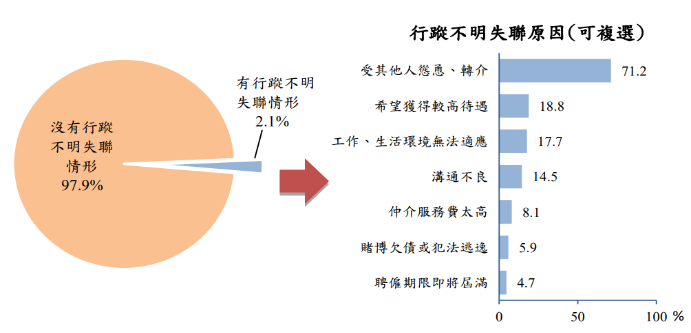 行蹤不明失聯原因(可複選)
有行蹤不明
失聯情形
2.1%
沒有行蹤
不明失聯
情形
97.9%
受其他人慫恿、轉介 71.2
希望獲得較高待遇 18.8
工作、生活環境無法適應 17.7
溝通不良 14.5
仲介服務費太高 8.1
賭博欠債或犯法逃逸 5.9
聘僱期限即將屆滿 4.7
0 50 100 %